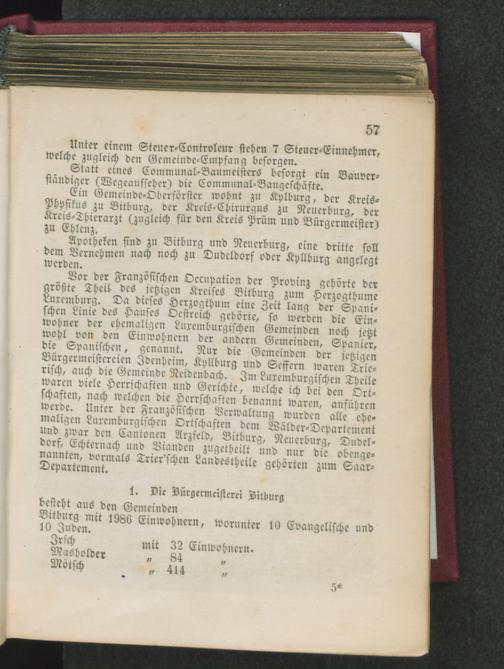 57
Unter einem Steuer-Controleur stehen 7 Steuer-Einnehmer,
welche zugleich den Gemeinde-Empfang besorgen.
Statt eines Communal-Baumeisters besorgt ein Bauver-
ständiger (Wegeaufseher) die Communal-Baugeschäfte.
Ein Gemeinde-Oberförster wohnt zu Kylburg, der Kreis-
Physikus zu Bitburg, der Kreis-Chirurgus zu Neuerburg, der
Kreis-Thierarzt (zugleich für den Kreis Prüm und Bürgermeister)
zu Ehlenz.
Apotheken sind zu Bitburg und Neuerburg, eine dritte soll
dem Vernehmen nach noch zu Dudeldorf oder Kyllburg angelegt
werden.
Vor der Französischen Occupation der Provinz gehörte der
größte Theil des jetzigen Kreises Bitburg zum Herzogthume
Luxemburg. Da dieses Herzogthum eine Zeit lang der Spani-
schen Linie des Hauses Oestreich gehörte, so werden die Ein-
wohner der ehemaligen Luxemburgischen Gemeinden noch jetzt
wohl von den Einwohnern der andern Gemeinden, Spanier,
die Spanischen, genannt. Nur die Gemeinden der jetzigen
Bürgermeistereien Idenheim, Kyllburg und Seffern waren Trie-
risch, auch die Gemeinde Neidenbach. Im Luxemburgischen Theile
waren viele Herrschaften und Gerichte, welche ich bei den Ort-
schaften, nach welchen die Herrschaften benannt waren, anführen
werde. Unter der Französischen Verwaltung wurden alle ehe-
maligen Luxemburgischen Ortschaften dem Wälder-Departement
und zwar den Cantonen Arzfeld, Bitburg, Neuerburg, Dudel-
dorf, Echternach und Vianden zugetheilt und nur die obenge-
nannten, vormals Trier'schen Landestheile gehörten zum Saar-
Departement.
1. Die Bürgermeisterei Bitburg
besteht aus den Gemeinden
Bitburg mit 1986 Einwohnern, worunter 10 Evangelische und
10 Juden.
Irsch mit 32 Einwohnern.
Masholder „ 84 „
Mötsch „ 414 „
5*